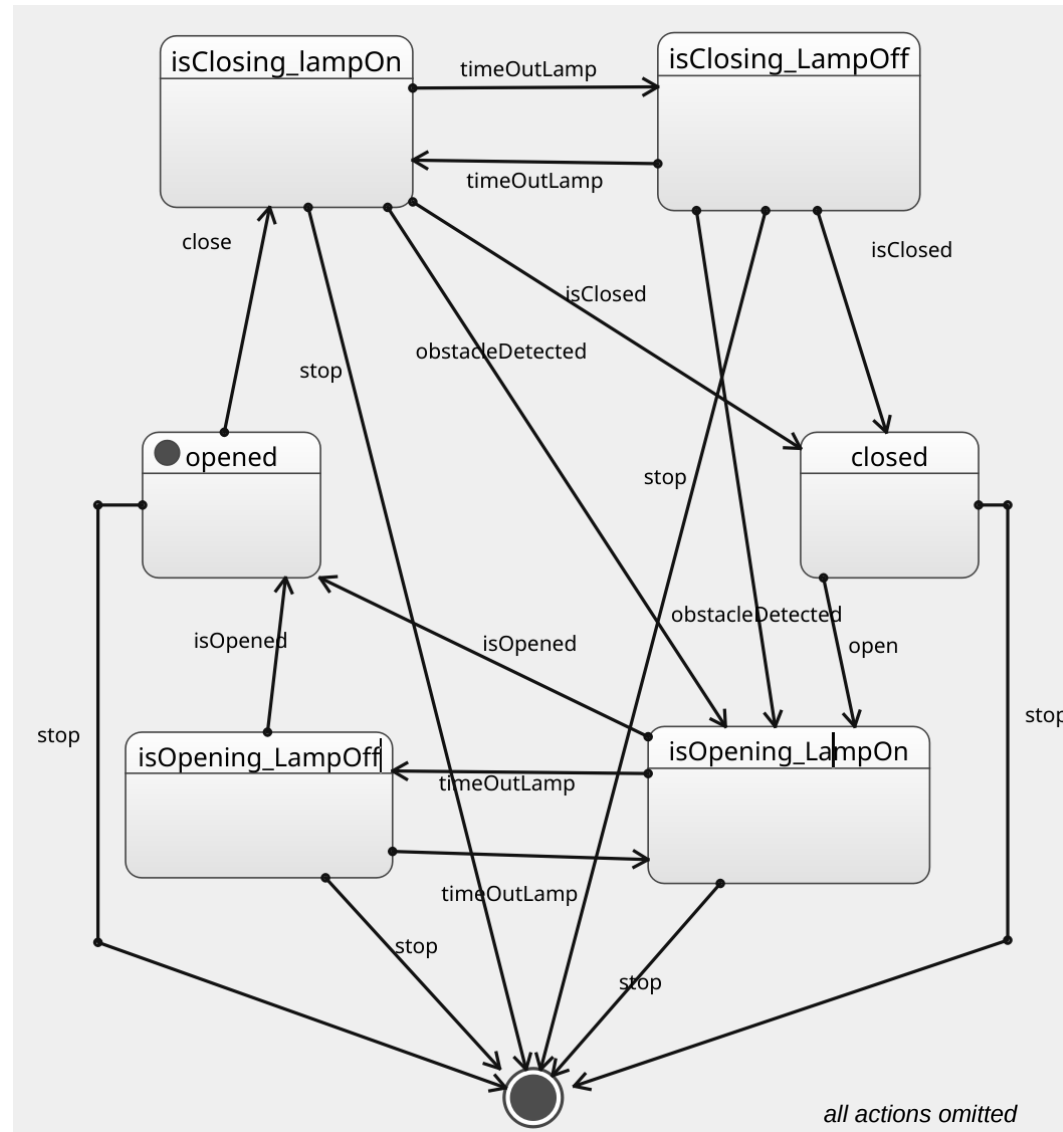 isClosing_lampOn
isClosing_LampOff
timeOutLamp
timeOutLamp
close
isClosed
isClosed
obstacleDetected
stop
opened
closed
stop
obstacleDetected
isOpened
isOpened
open
stop
stop
isOpening_LampOff
isOpening_LampOn
timeOutLamp
timeOutLamp
stop
stop
all actions omitted